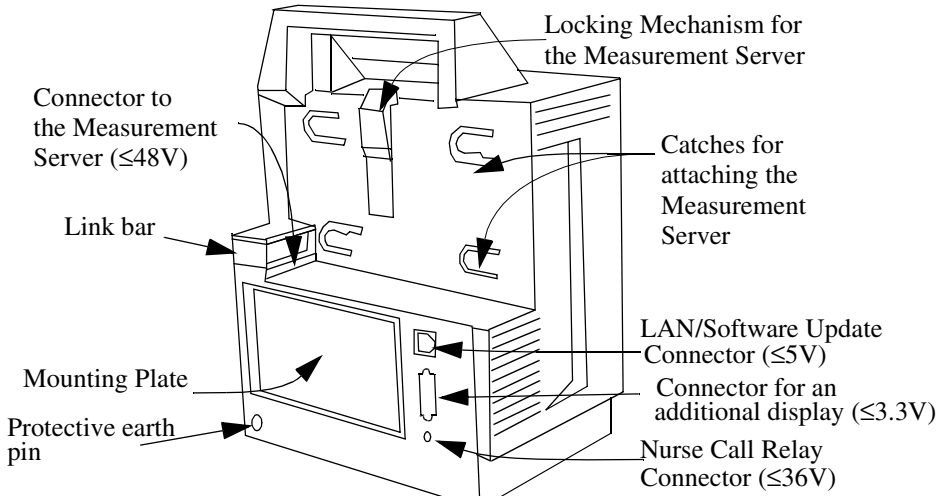 Locking Mechanism for
the Measurement Server
Connector to
the Measurement
Server (≤48V)
Catches for
attaching the
Measurement
Server
Link bar
LAN/Software Update
Connector (≤5V)
Mounting Plate
Connector for an
additional display (≤3.3V)
Protective earth
pin
Nurse Call Relay
Connector (≤36V)